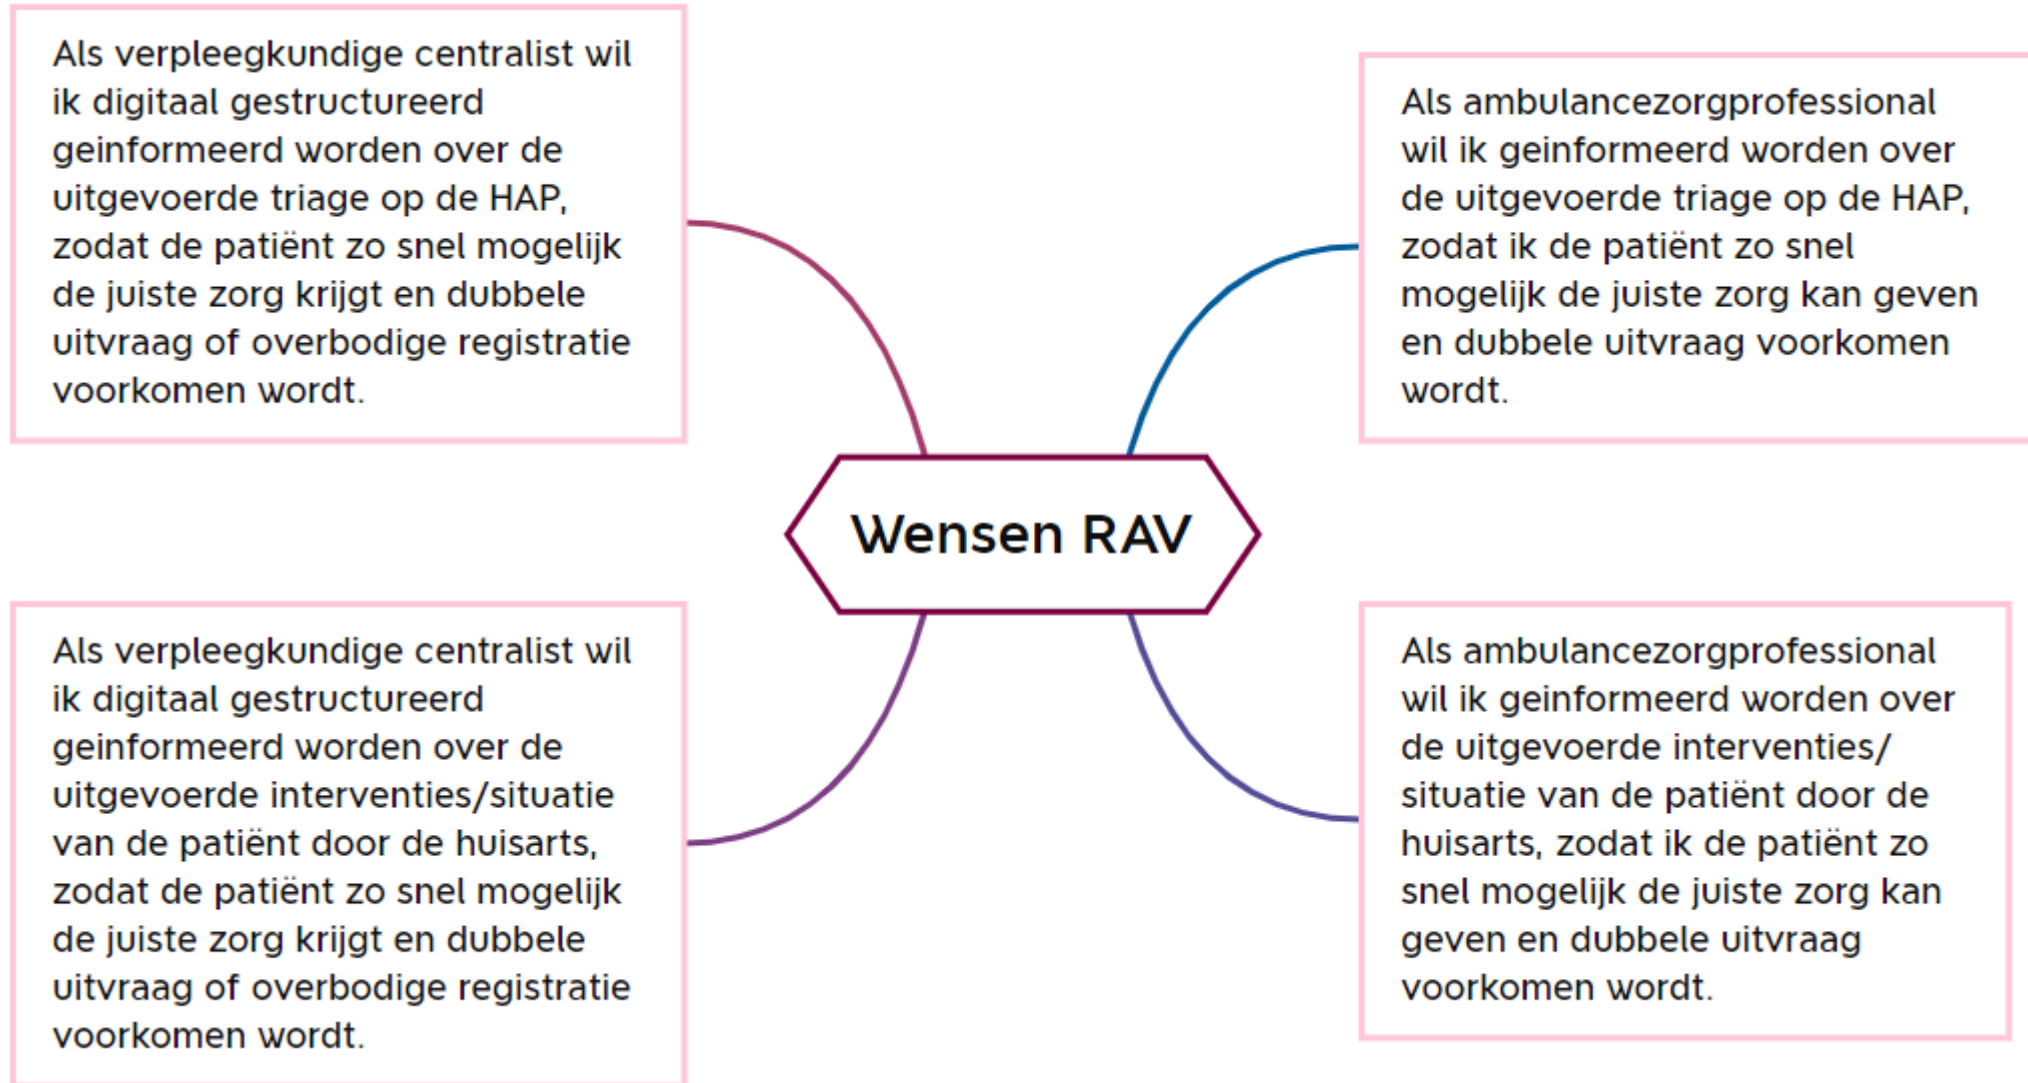 Als verpleegkundige centralist wil
ik digitaal gestructureerd
geinformeerd worden over de
uitgevoerde triage op de HAP,
zodat de patiënt zo snel mogelijk
de juiste zorg krijgt en dubbele
uitvraag of overbodige registratie
voorkomen wordt.
Als ambulancezorgprofessional
wil ik geinformeerd worden over
de uitgevoerde triage op de HAP,
zodat ik de patiënt zo snel
mogelijk de juiste zorg kan geven
en dubbele uitvraag voorkomen
wordt.
Wensen RAV
Als verpleegkundige centralist wil
ik digitaal gestructureerd
geinformeerd worden over de
uitgevoerde interventies/situatie
van de patiënt door de huisarts,
zodat de patiënt zo snel mogelijk
de juiste zorg krijgt en dubbele
uitvraag of overbodige registratie
voorkomen wordt.
Als ambulancezorgprofessional
wil ik geinformeerd worden over
de uitgevoerde interventies/
situatie van de patiënt door de
huisarts, zodat ik de patiënt zo
snel mogelijk de juiste zorg kan
geven en dubbele uitvraag
voorkomen wordt.